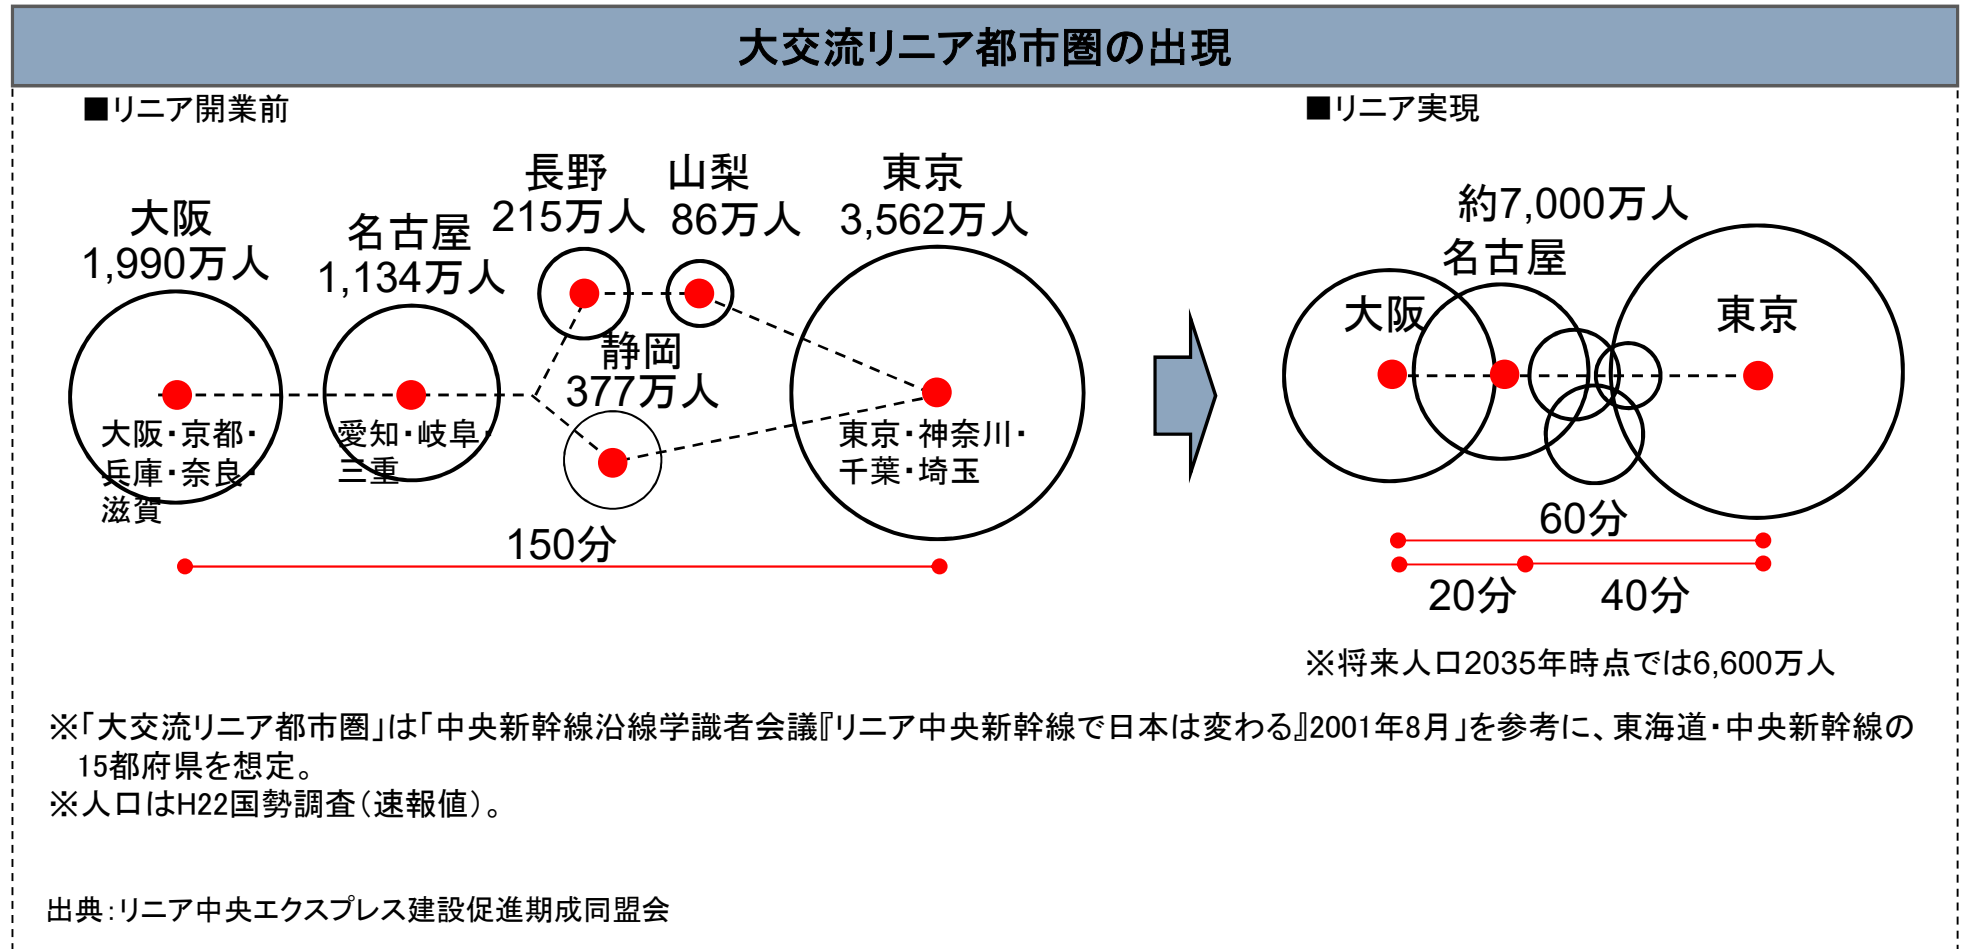 大交流リニア都市圏の出現
■リニア開業前
大阪
1,990万人
名古屋
1,134万人
長野
215万人
山梨
86万人
東京
3,562万人
静岡
377万人
大阪・京都・
兵庫・奈良・
滋賀
愛知・岐阜・
三重
東京・神奈川・
千葉・埼玉
150分
■リニア実現
約7,000万人
名古屋
大阪
東京
60分
20分
40分
※将来人口2035年時点では6,600万人
※「大交流リニア都市圏」は「中央新幹線沿線学識者会議『リニア中央新幹線で日本は変わる』2001年8月」を参考に、東海道・中央新幹線の
15都府県を想定。
※人口はH22国勢調査（速報値）。
出典：リニア中央エクスプレス建設促進期成同盟会